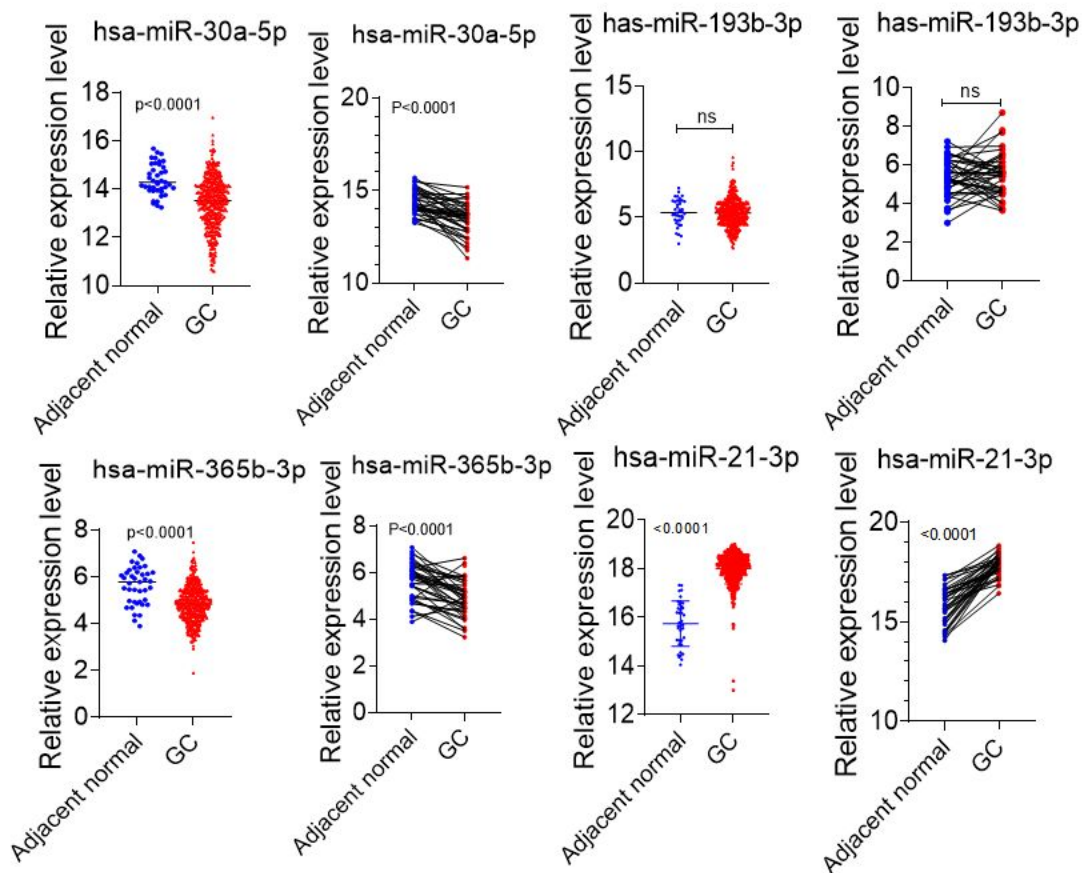 hsa-miR-30a-5p
Relative expression level
18
16
14
12
10
p<0.0001
Adjacent normal
GC
hsa-miR-30a-5p
Relative expression level
20
15
10
P<0.0001
Adjacent normal
GC
has-miR-193b-3p
Relative expression level
15
10
5
0
ns
Adjacent normal
GC
has-miR-193b-3p
Relative expression level
10
8
6
4
2
0
ns
Adjacent normal
GC
hsa-miR-365b-3p
Relative expression level
8
6
4
2
0
p<0.0001
Adjacent normal
GC
hsa-miR-365b-3p
Relative expression level
8
6
4
2
0
P<0.0001
Adjacent normal
GC
hsa-miR-21-3p
Relative expression level
20
18
16
14
12
<0.0001
Adjacent normal
GC
hsa-miR-21-3p
Relative expression level
20
15
10
<0.0001
Adjacent normal
GC